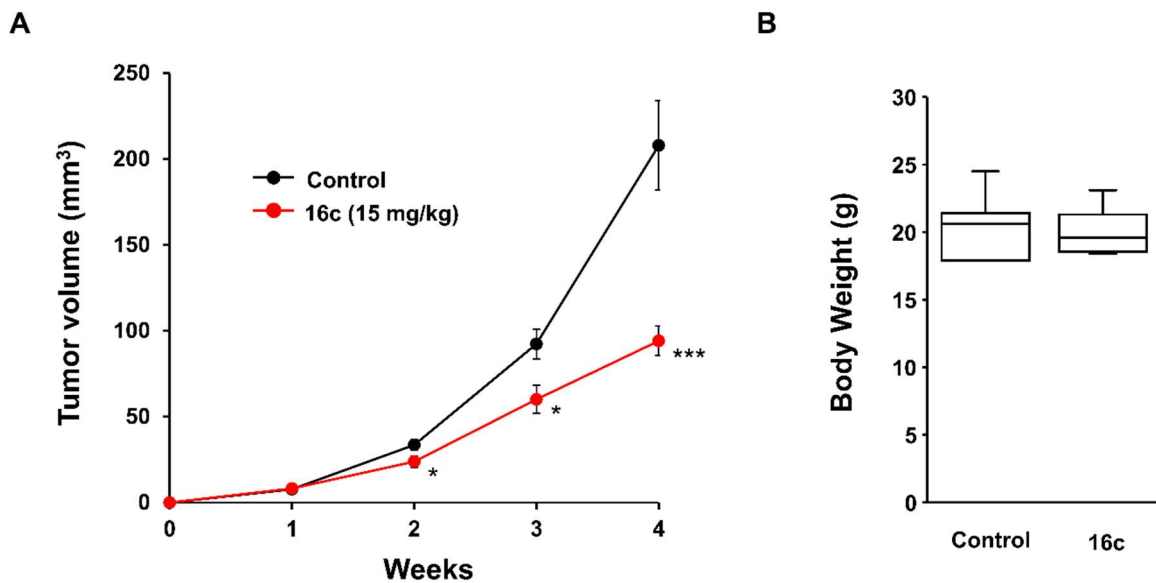 A
B
Tumor volume (mm³)
250
200
150
100
50
0
Control
16c (15 mg/kg)
*
*
***
0 1 2 3 4
Weeks
Body Weight (g)
30
25
20
15
10
5
0
Control 16c